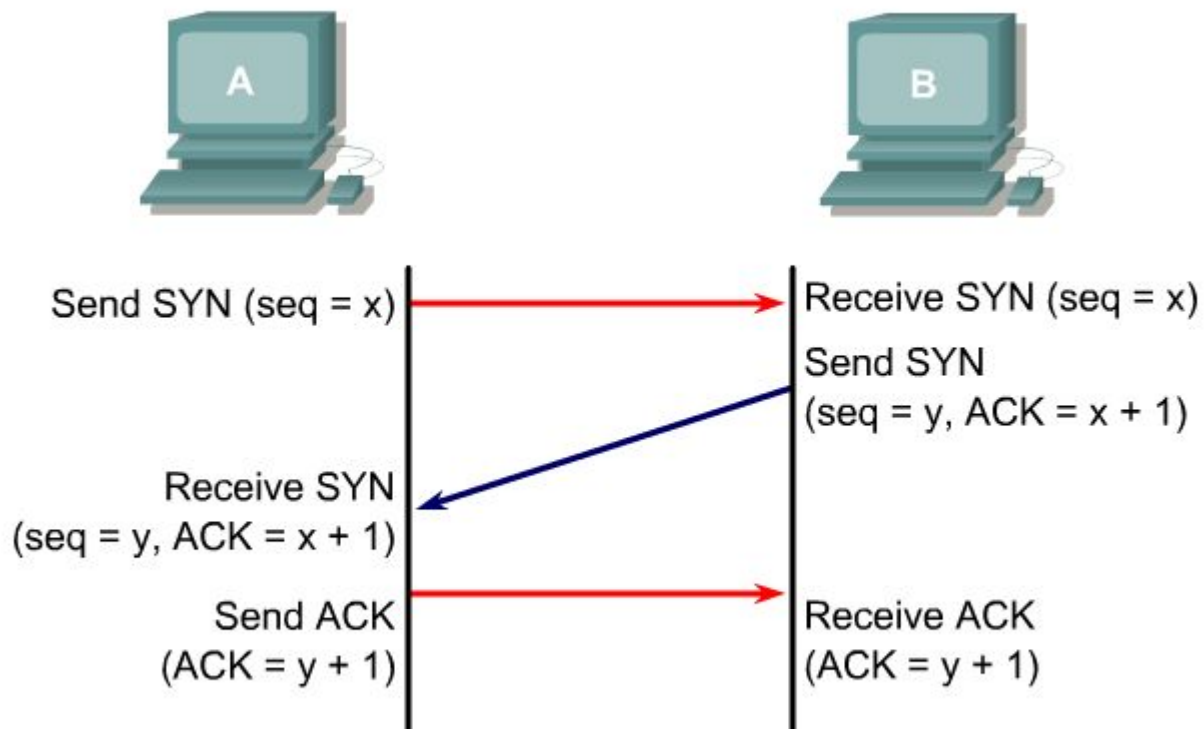 A
B
Send SYN (seq = x)
Receive SYN (seq = x)
Send SYN
(seq = y, ACK = x + 1)
Receive SYN
(seq = y, ACK = x + 1)
Send ACK
(ACK = y + 1)
Receive ACK
(ACK = y + 1)